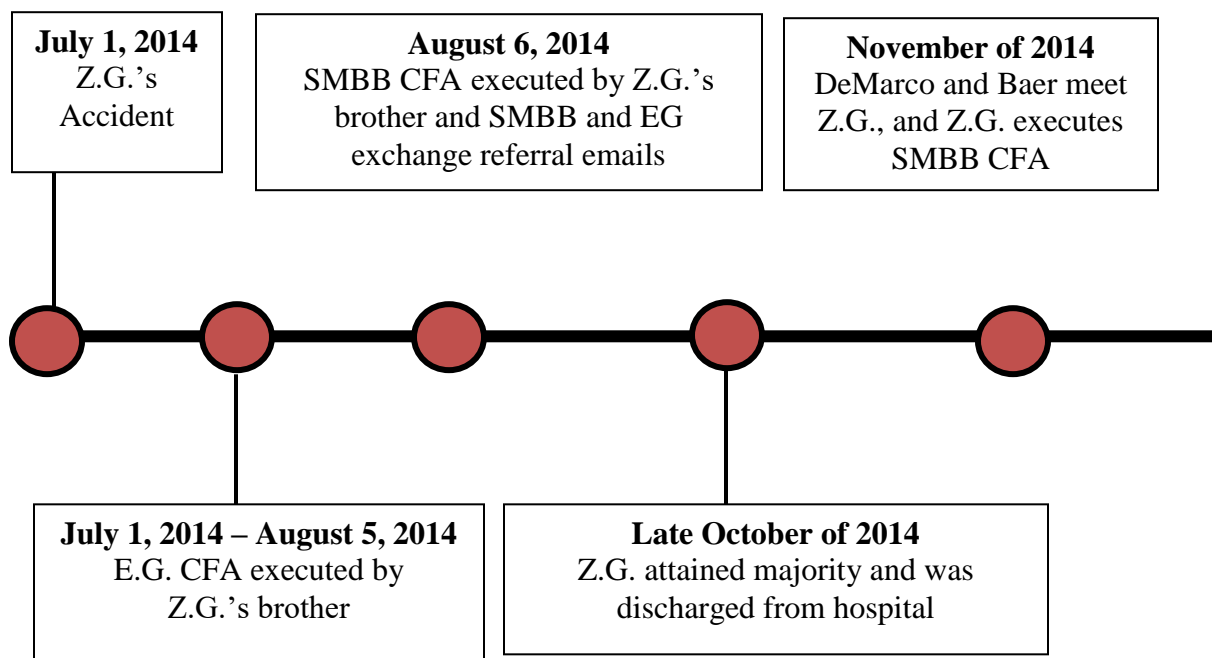 July 1, 2014
Z.G.’s
Accident
August 6, 2014
SMBB CFA executed by Z.G.’s
brother and SMBB and EG
exchange referral emails
November of 2014
DeMarco and Baer meet
Z.G., and Z.G. executes
SMBB CFA
July 1, 2014 – August 5, 2014
E.G. CFA executed by
Z.G.’s brother
Late October of 2014
Z.G. attained majority and was
discharged from hospital